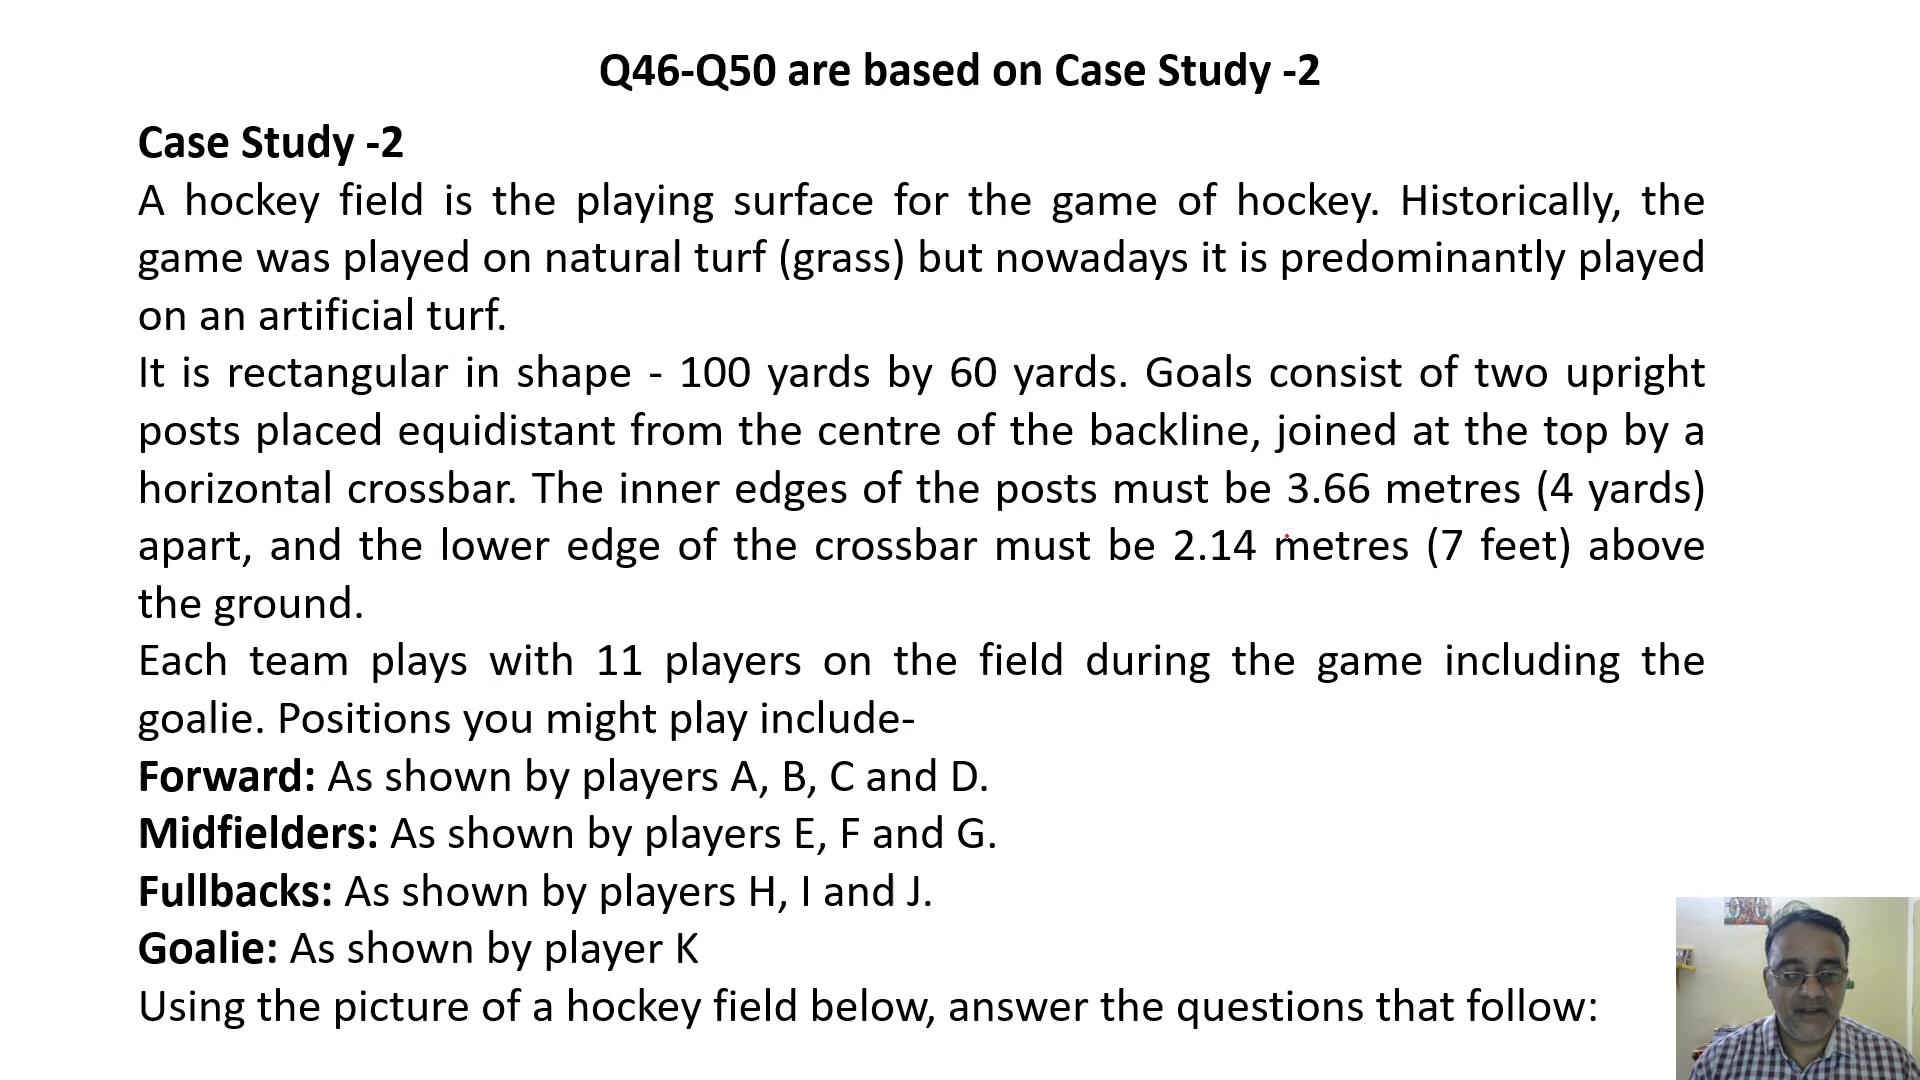 Q46-Q50 are based on Case Study -2
Case Study -2
A hockey field is the playing surface for the game of hockey. Historically, the
game was played on natural turf (grass) but nowadays it is predominantly played
on an artificial turf.
It is rectangular in shape - 100 yards by 60 yards. Goals consist of two upright
posts placed equidistant from the centre of the backline, joined at the top by a
horizontal crossbar. The inner edges of the posts must be 3.66 metres (4 yards)
apart, and the lower edge of the crossbar must be 2.14 metres (7 feet) above
the ground.
Each team plays with 11 players on the field during the game including the
goalie. Positions you might play include-
Forward: As shown by players A, B, C and D.
Midfielders: As shown by players E, F and G.
Fullbacks: As shown by players H, I and J.
Goalie: As shown by player K
Using the picture of a hockey field below, answer the questions that follow: